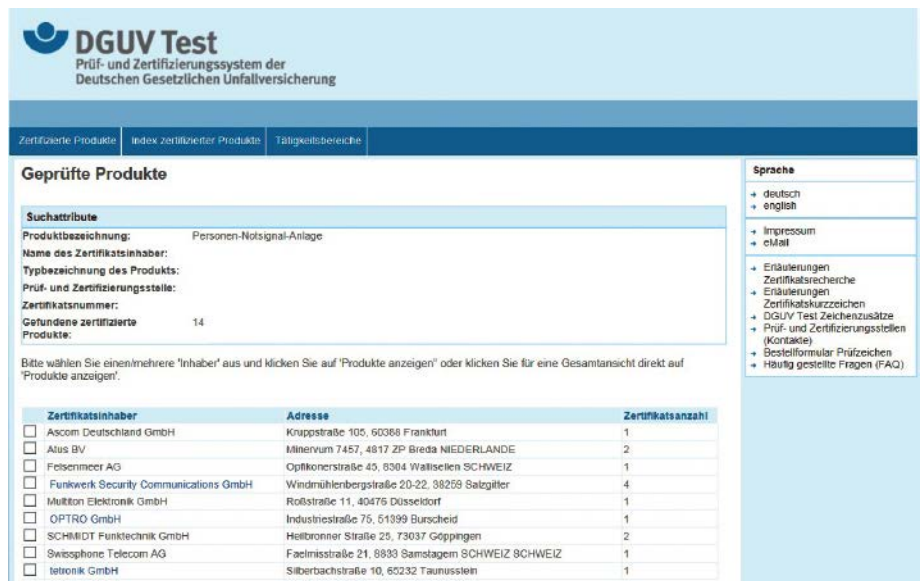 DGUV Test
Prüf- und Zertifizierungssystem der
Deutschen Gesetzlichen Unfallversicherung
Zertifizierte Produkte
Index zertifizierter Produkte
Tätigkeitsbereiche
Geprüfte Produkte
Suchattribute
Produktbezeichnung: Personen-Notsignal-Anlage
Name des Zertifikatsinhaber:
Typbezeichnung des Produkts:
Prüf- und Zertifizierungsstelle:
Zertifikatsnummer:
Gefundene zertifizierte 14
Produkte:
Bitte wählen Sie einen/mehrere 'Inhaber' aus und klicken Sie auf 'Produkte anzeigen" oder klicken Sie für eine Gesamtansicht direkt auf
'Produkte anzeigen'.
Zertifikatsinhaber Adresse Zertifikatsanzahl
Ascom Deutschland GmbH Kruppstraße 105, 60388 Frankfurt 1
Atus BV Minervum 7457, 4817 ZP Breda NIEDERLANDE 2
Felsenmeer AG Opfikonerstraße 45, 8304 Wallisellen SCHWEIZ 1
Funkwerk Security Communications GmbH Windmühlenbergstraße 20-22, 38259 Salzgitter 4
Multiton Elektronik GmbH Roßstraße 11, 40476 Düsseldorf 1
OPTRO GmbH Industriestraße 75, 51399 Burscheid 1
SCHMIDT Funktechnik GmbH Heilbronner Straße 25, 73037 Göppingen 2
Swissphone Telecom AG Faelmisstraße 21, 8833 Samstagern SCHWEIZ SCHWEIZ 1
tetronik GmbH Silberbachstraße 10, 65232 Taunusstein 1
Sprache
deutsch
english
Impressum
eMail
Erläuterungen
Zertifikatsrecherche
Erläuterungen
Zertifikatskurzzeichen
DGUV Test Zeichenzusätze
Prüf- und Zertifizierungsstellen
(Kontakte)
Bestellformular Prüfzeichen
Häufig gestellte Fragen (FAQ)